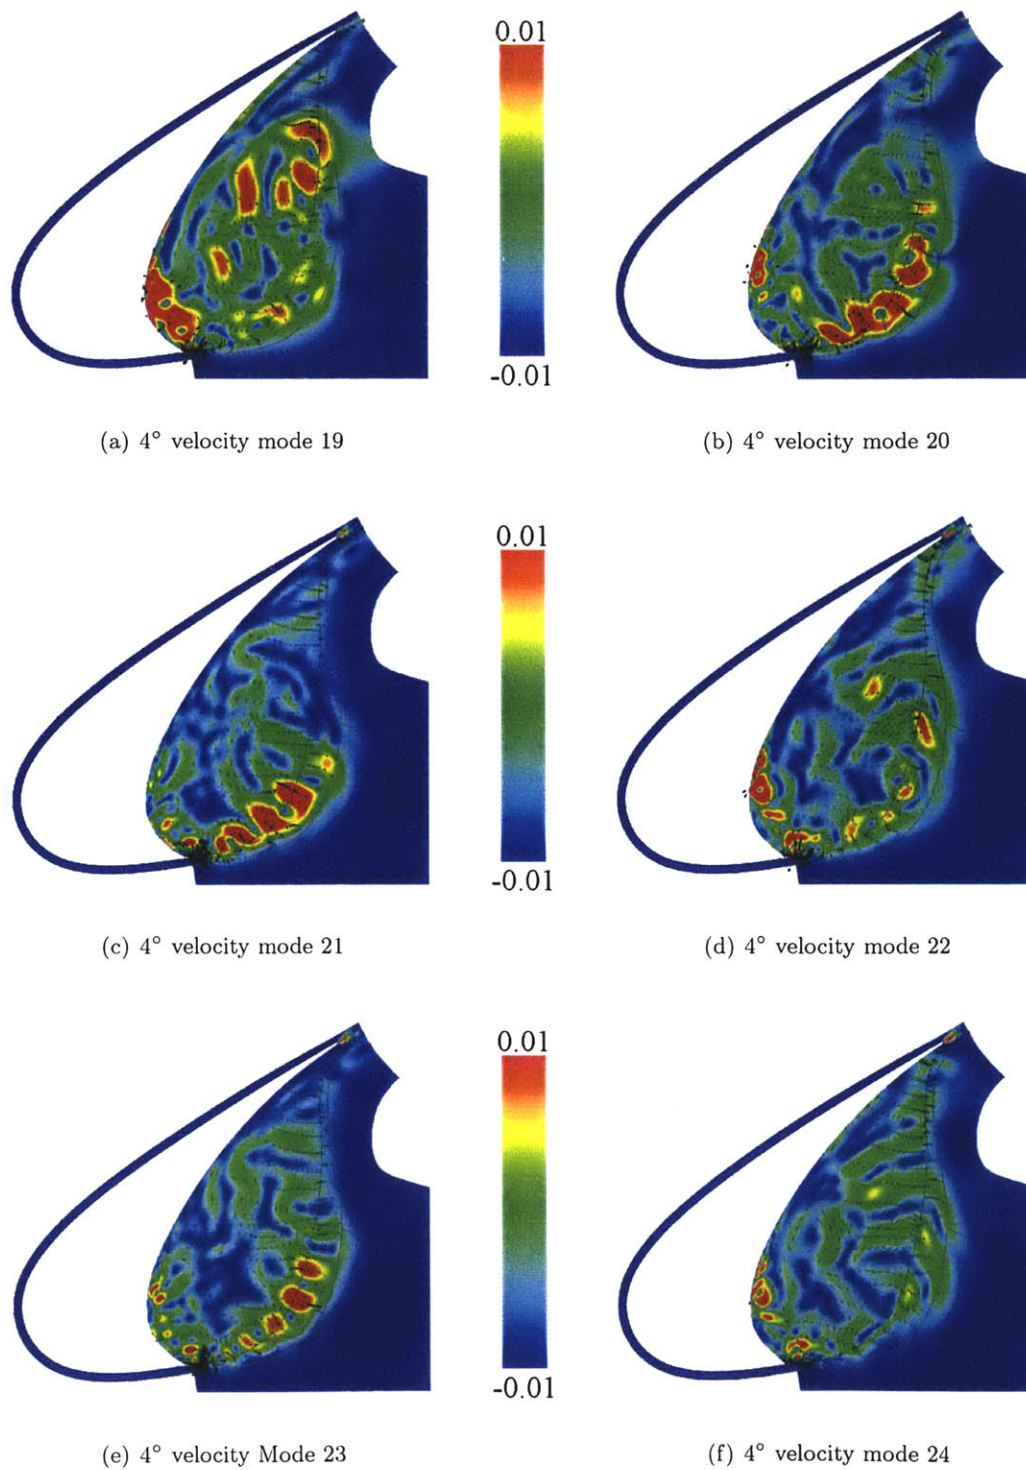 0.01
-0.01
(a) 4° velocity mode 19
(b) 4° velocity mode 20
0.01
-0.01
(c) 4° velocity mode 21
(d) 4° velocity mode 22
0.01
-0.01
(e) 4° velocity Mode 23
(f) 4° velocity mode 24